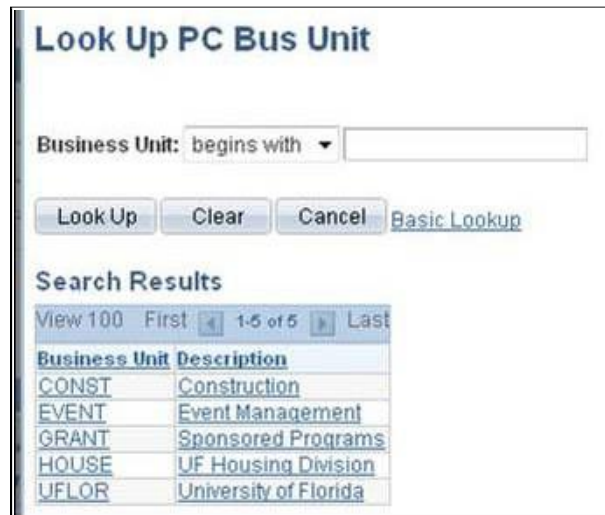 Look Up PC Bus Unit
Business Unit: begins with
Look Up Clear Cancel Basic Lookup
Search Results
View 100 First 1-5 of 5 Last
Business Unit Description
CONST Construction
EVENT Event Management
GRANT Sponsored Programs
HOUSE UF Housing Division
UFLOR University of Florida